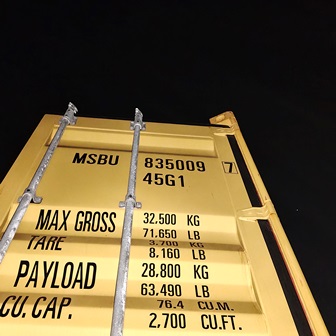 MSBU 835009 7
45G1
MAX GROSS 32.500 KG
71.650 LB
TARE 3.700 KG
8.160 LB
PAYLOAD 28,800 KG
63,490 LB
CU. CAP. 76.4 CU.M.
2,700 CU.FT.